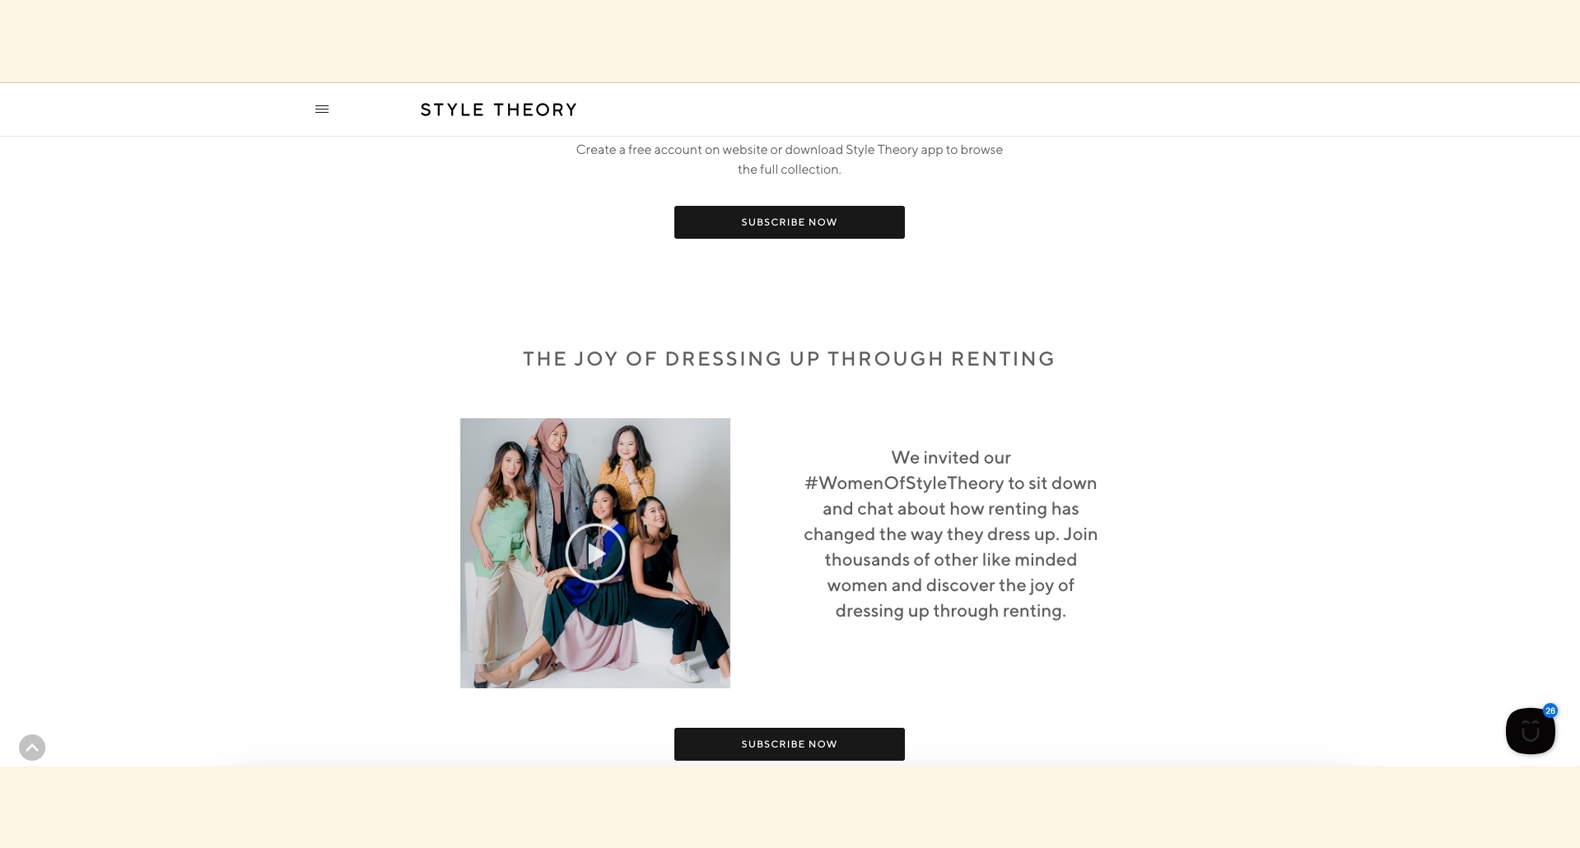 STYLE THEORY
Create a free account on website or download Style Theory app to browse
the full collection.
SUBSCRIBE NOW
THE JOY OF DRESSING UP THROUGH RENTING
We invited our
#WomenOfStyleTheory to sit down
and chat about how renting has
changed the way they dress up. Join
thousands of other like minded
women and discover the joy of
dressing up through renting.
SUBSCRIBE NOW
26